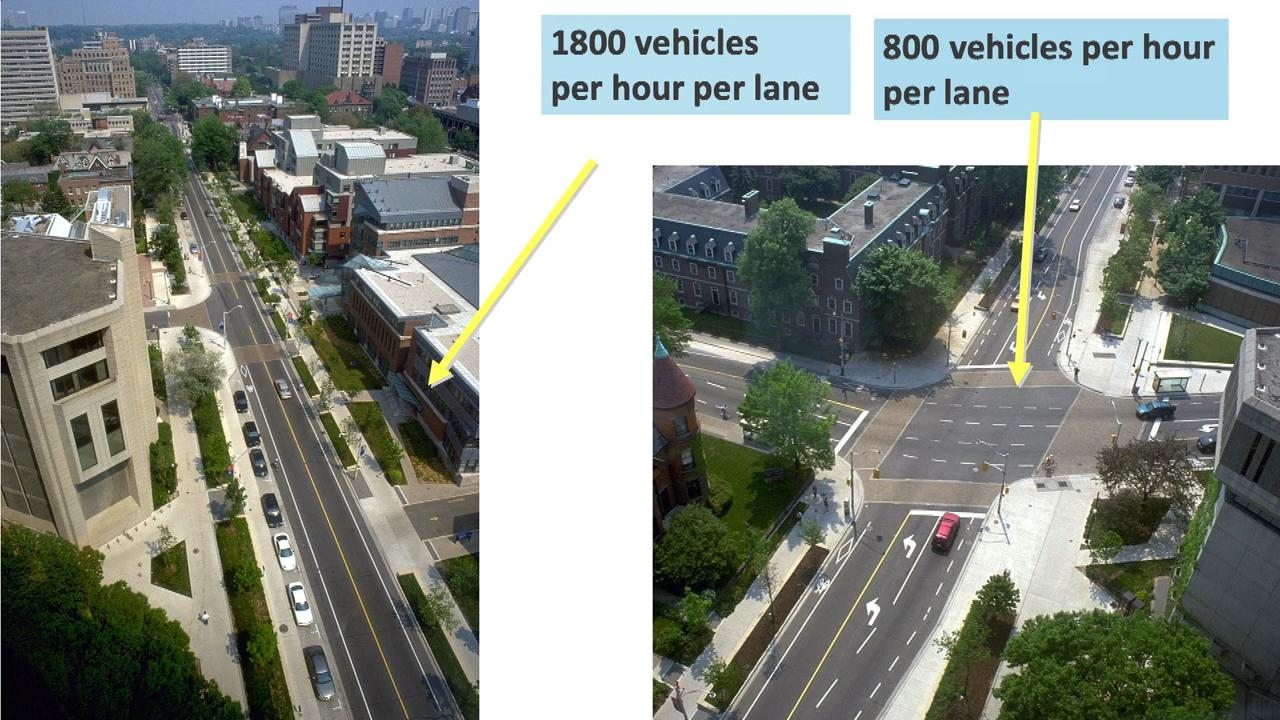 1800 vehicles
per hour per lane
800 vehicles per hour
per lane